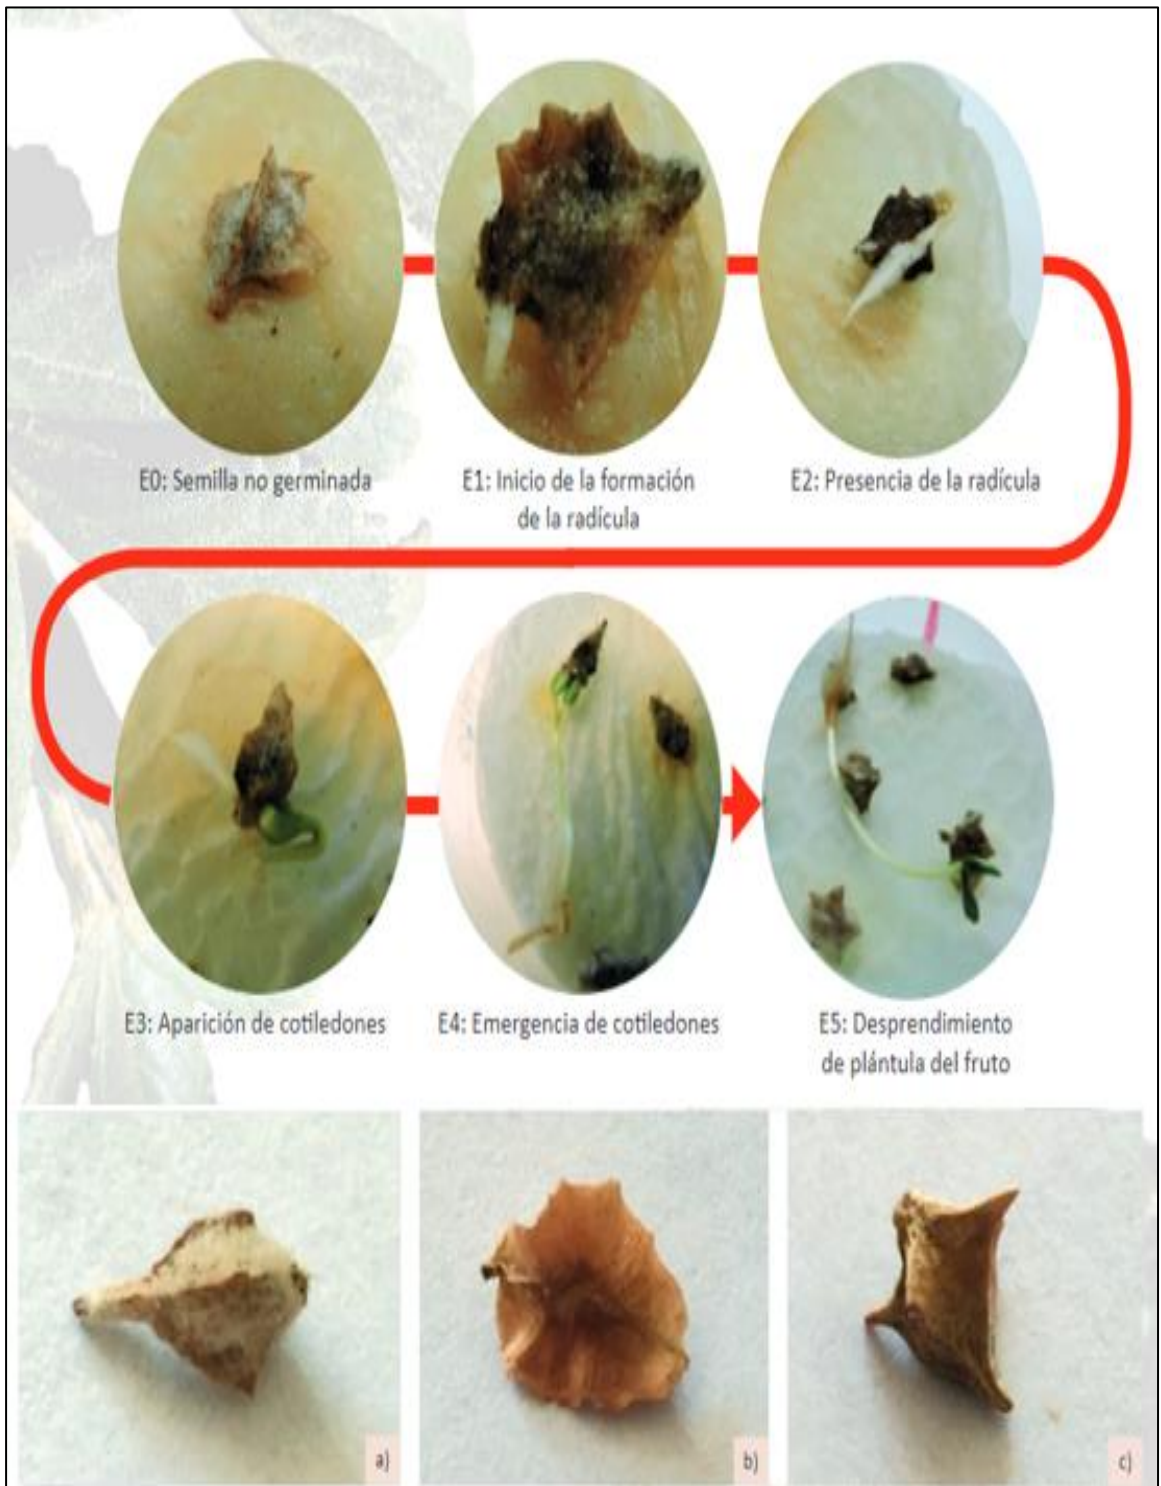 E0: Semilla no germinada
E1: Inicio de la formación
de la radícula
E2: Presencia de la radícula
E3: Aparición de cotiledones
E4: Emergencia de cotiledones
E5: Desprendimiento
de plántula del fruto
a)
b)
c)